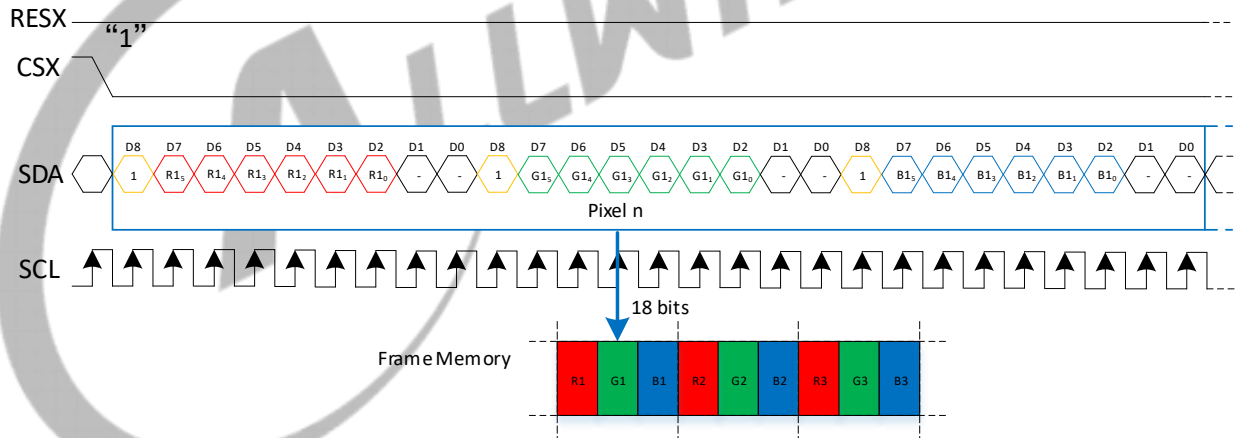 RESX
“1”
CSX
ALLWI
D8 D7 D6 D5 D4 D3 D2 D1 D0 D8 D7 D6 D5 D4 D3 D2 D1 D0 D8 D7 D6 D5 D4 D3 D2 D1 D0
SDA 1 R1₅ R1₄ R1₃ R1₂ R1₁ R1₀ - - 1 G1₅ G1₄ G1₃ G1₂ G1₁ G1₀ - - 1 B1₅ B1₄ B1₃ B1₂ B1₁ B1₀ - -
Pixel n
SCL
18 bits
Frame Memory
R1 G1 B1 R2 G2 B2 R3 G3 B3